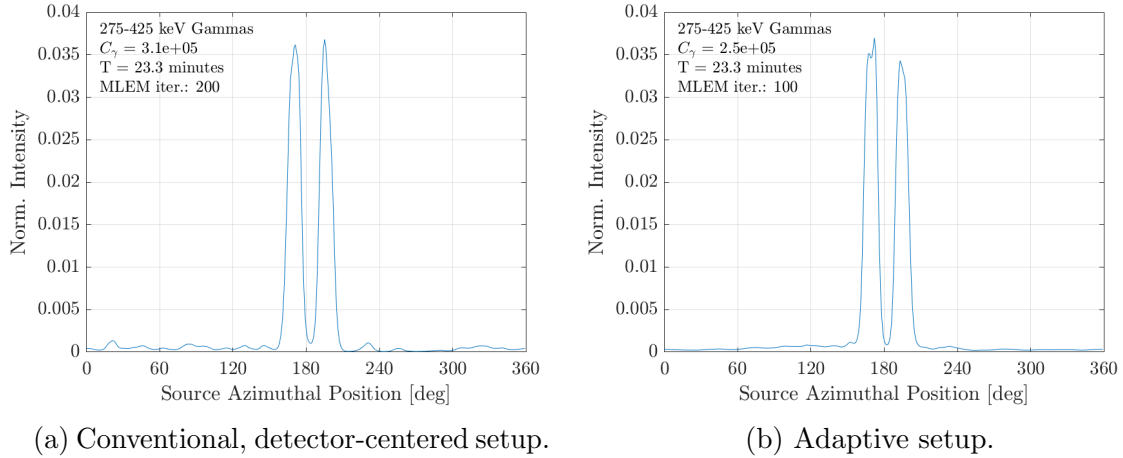 0.04
0.035
0.03
0.025
0.02
0.015
0.01
0.005
0
Norm. Intensity
275-425 keV Gammas
C_γ = 3.1e+05
T = 23.3 minutes
MLEM iter.: 200
0 60 120 180 240 300 360
Source Azimuthal Position [deg]
(a) Conventional, detector-centered setup.
0.04
0.035
0.03
0.025
0.02
0.015
0.01
0.005
0
Norm. Intensity
275-425 keV Gammas
C_γ = 2.5e+05
T = 23.3 minutes
MLEM iter.: 100
0 60 120 180 240 300 360
Source Azimuthal Position [deg]
(b) Adaptive setup.